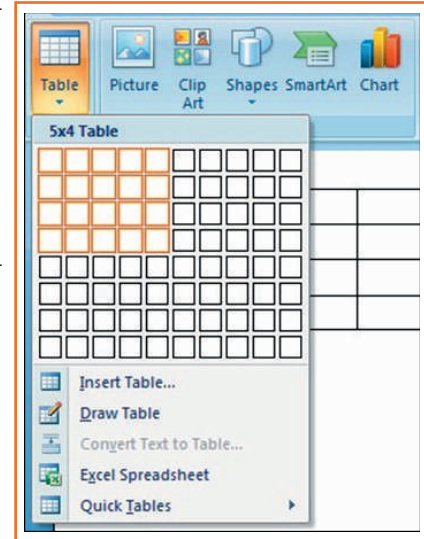 Table Picture Clip Shapes SmartArt Chart
Art
5x4 Table
Insert Table...
Draw Table
Convert Text to Table...
Excel Spreadsheet
Quick Tables